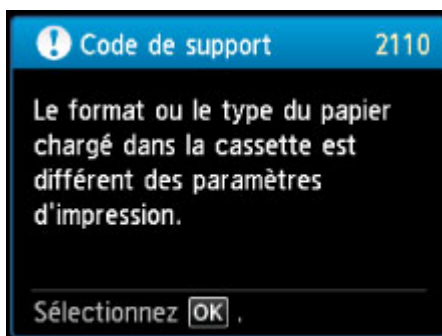 Code de support 2110
Le format ou le type du papier
chargé dans la cassette est
différent des paramètres
d'impression.
Sélectionnez OK .